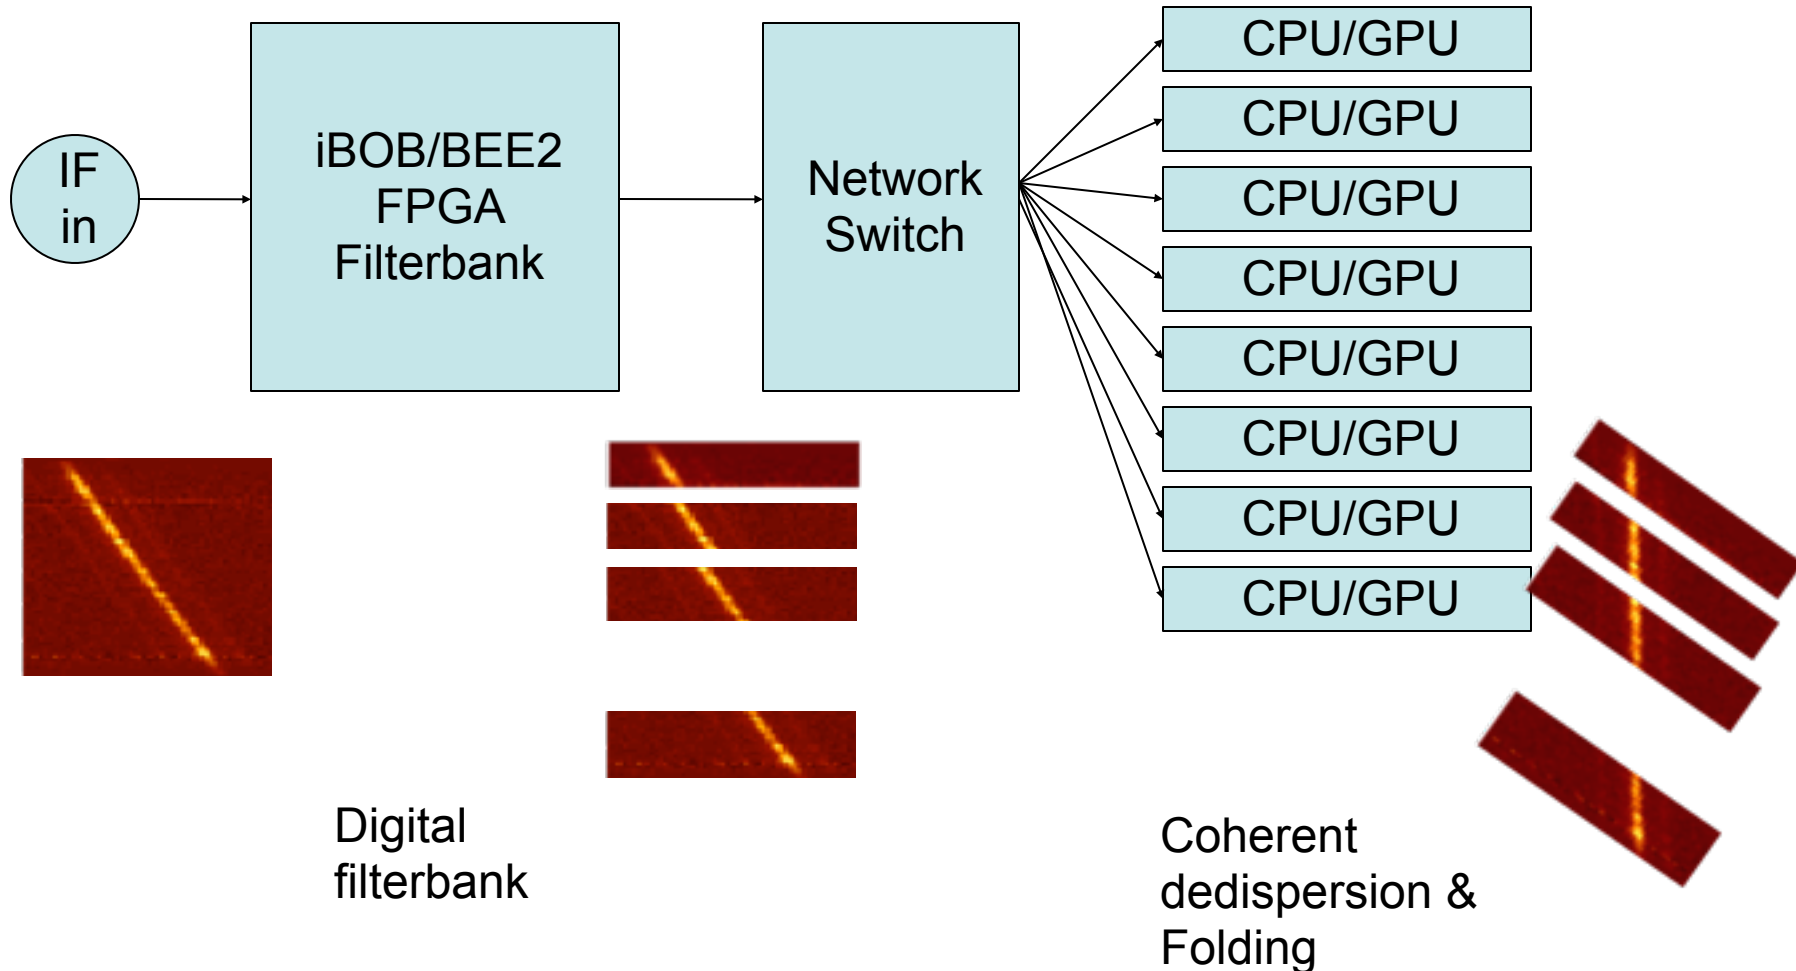 IF
in
iBOB/BEE2
FPGA
Filterbank
Network
Switch
CPU/GPU
CPU/GPU
CPU/GPU
CPU/GPU
CPU/GPU
CPU/GPU
CPU/GPU
CPU/GPU
Digital
filterbank
Coherent
dedispersion &
Folding